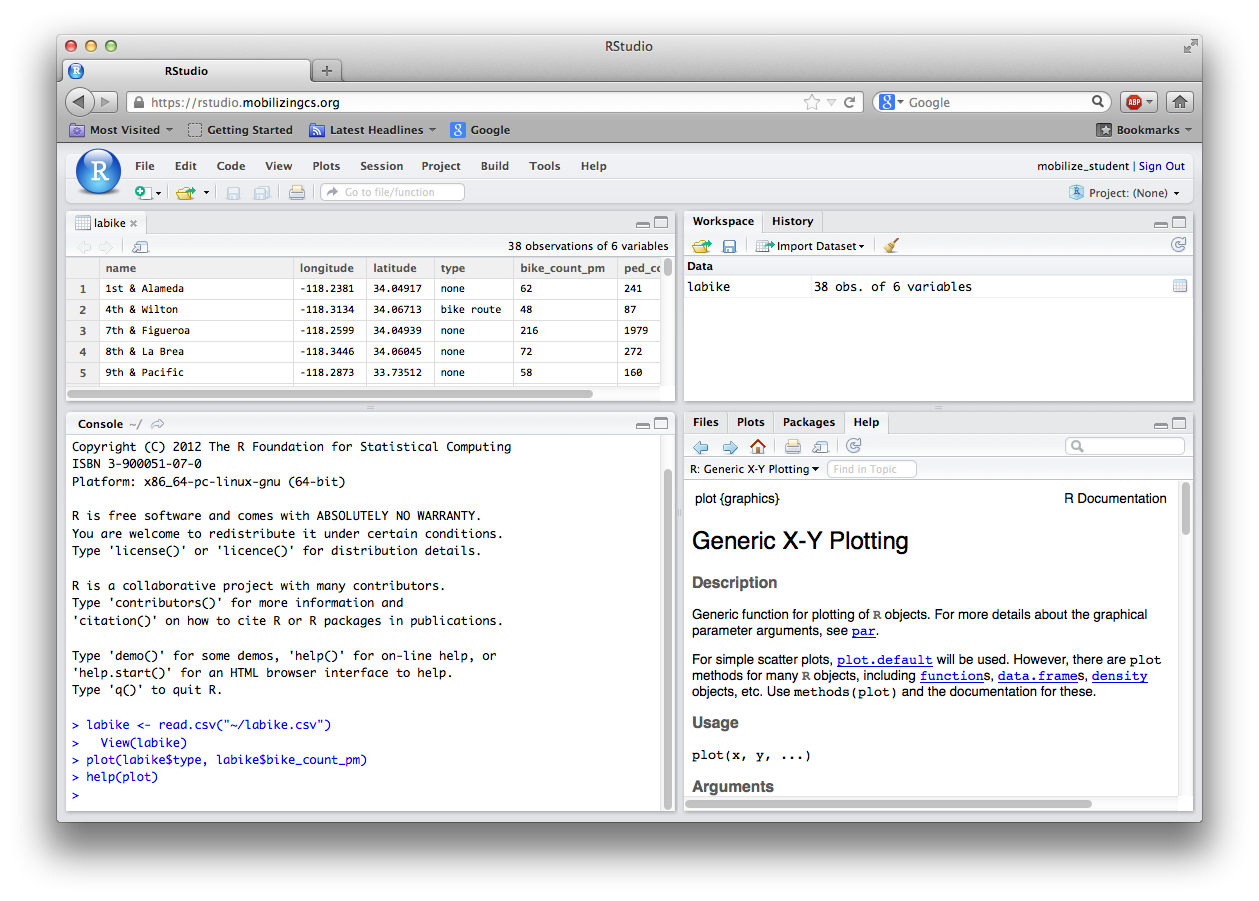 RStudio
RStudio
https://rstudio.mobilizingcs.org
Google
ABP
Most Visited
Getting Started
Latest Headlines
Google
Bookmarks
R
File Edit Code View Plots Session Project Build Tools Help
mobilize_student | Sign Out
Go to file/function
Project: (None)
labike
38 observations of 6 variables
name longitude latitude type bike_count_pm ped_cc
1 1st & Alameda -118.2381 34.04917 none 62 241
2 4th & Wilton -118.3134 34.06713 bike route 48 87
3 7th & Figueroa -118.2599 34.04939 none 216 1979
4 8th & La Brea -118.3446 34.06045 none 72 272
5 9th & Pacific -118.2873 33.73512 none 58 160
Workspace History
Import Dataset
Data
labike 38 obs. of 6 variables
Console ~/
Copyright (C) 2012 The R Foundation for Statistical Computing
ISBN 3-900051-07-0
Platform: x86_64-pc-linux-gnu (64-bit)
R is free software and comes with ABSOLUTELY NO WARRANTY.
You are welcome to redistribute it under certain conditions.
Type 'license()' or 'licence()' for distribution details.
R is a collaborative project with many contributors.
Type 'contributors()' for more information and
'citation()' on how to cite R or R packages in publications.
Type 'demo()' for some demos, 'help()' for on-line help, or
'help.start()' for an HTML browser interface to help.
Type 'q()' to quit R.
> labike <- read.csv("~/labike.csv")
>   View(labike)
> plot(labike$type, labike$bike_count_pm)
> help(plot)
>
Files Plots Packages Help
R: Generic X-Y Plotting
Find in Topic
plot {graphics}
R Documentation
Generic X-Y Plotting
Description
Generic function for plotting of R objects. For more details about the graphical
parameter arguments, see par.
For simple scatter plots, plot.default will be used. However, there are plot
methods for many R objects, including functions, data.frames, density
objects, etc. Use methods(plot) and the documentation for these.
Usage
plot(x, y, ...)
Arguments